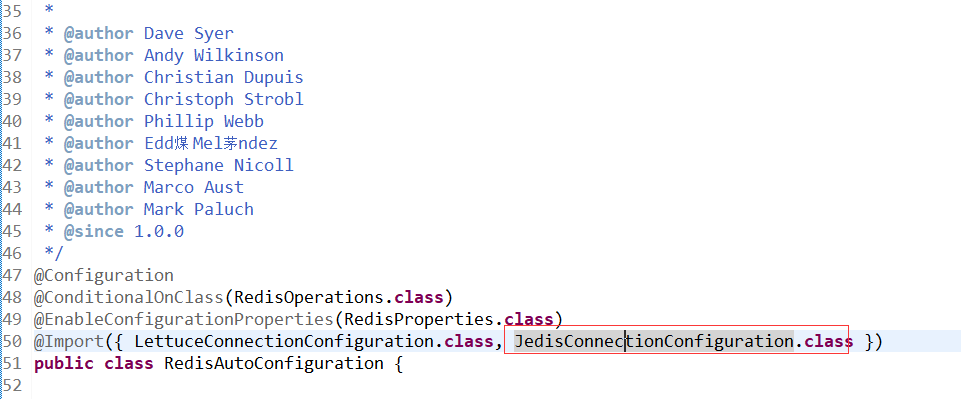 35 *
36 * @author Dave Syer
37 * @author Andy Wilkinson
38 * @author Christian Dupuis
39 * @author Christoph Strobl
40 * @author Phillip Webb
41 * @author Edd煤 Mel茅ndez
42 * @author Stephane Nicoll
43 * @author Marco Aust
44 * @author Mark Paluch
45 * @since 1.0.0
46 */
47 @Configuration
48 @ConditionalOnClass(RedisOperations.class)
49 @EnableConfigurationProperties(RedisProperties.class)
50 @Import({ LettuceConnectionConfiguration.class, JedisConnectionConfiguration.class })
51 public class RedisAutoConfiguration {
52